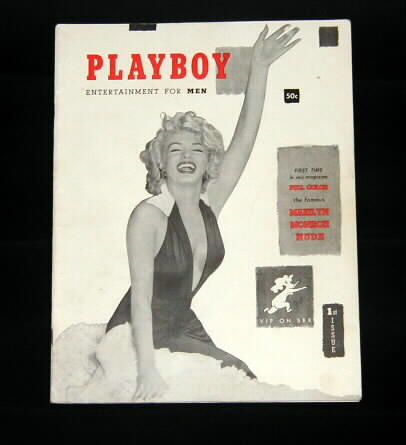 PLAYBOY
ENTERTAINMENT FOR MEN
50c
FIRST TIME
in any magazine
FULL COLOR
the famous
MARILYN
MONROE
NUDE
VIP ON SEX
1st
ISSUE